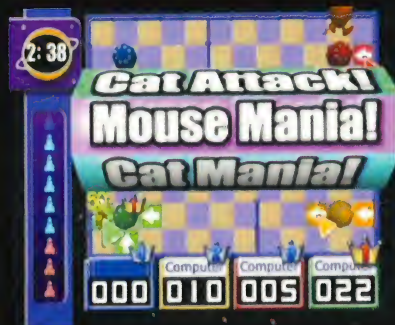 2:38
Cat Attack!
Mouse Mania!
Cat Mania!
Computer Computer Computer
000 010 005 022